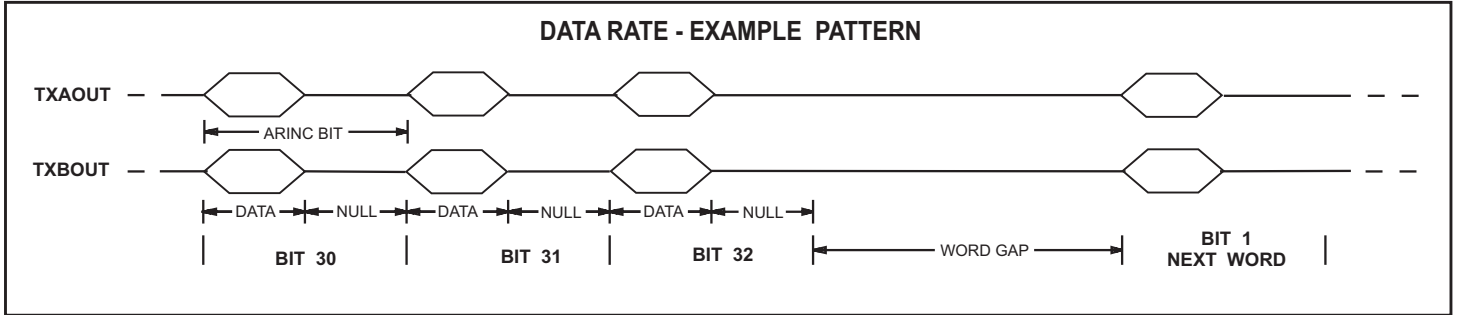 DATA RATE - EXAMPLE PATTERN
TXAOUT
ARINC BIT
TXBOUT
DATA NULL DATA NULL DATA NULL
BIT 30 BIT 31 BIT 32 WORD GAP BIT 1
NEXT WORD